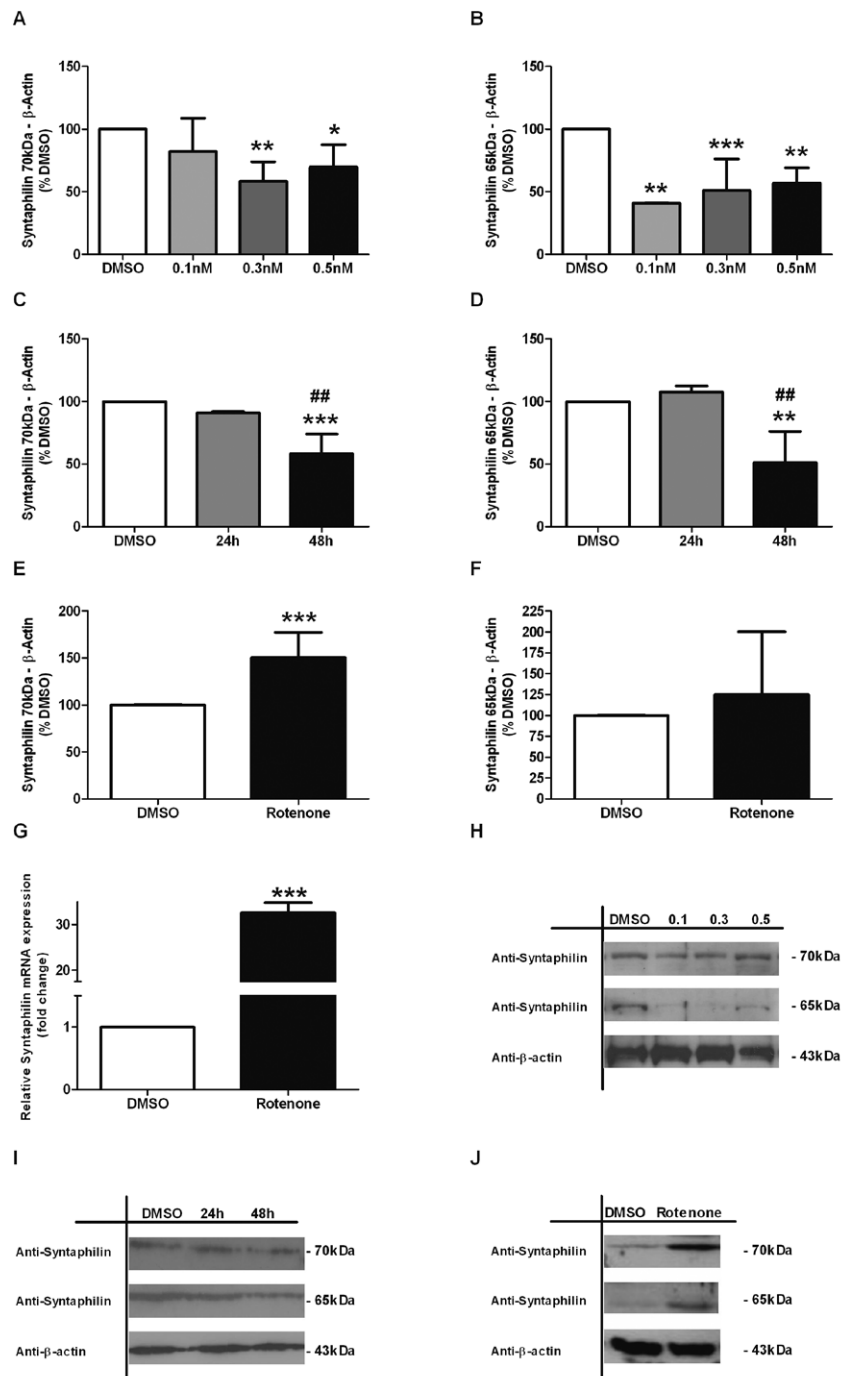 A
Syntaphilin 70kDa - β-Actin
(% DMSO)
150
100
50
0
**
*
DMSO 0.1nM 0.3nM 0.5nM
B
Syntaphilin 65kDa - β-Actin
(% DMSO)
150
100
50
0
**
***
**
DMSO 0.1nM 0.3nM 0.5nM
C
Syntaphilin 70kDa - β-Actin
(% DMSO)
150
100
50
0
##
***
DMSO 24h 48h
D
Syntaphilin 65kDa - β-Actin
(% DMSO)
150
100
50
0
##
**
DMSO 24h 48h
E
Syntaphilin 70kDa - β-Actin
(% DMSO)
200
150
100
50
0
***
DMSO Rotenone
F
Syntaphilin 65kDa - β-Actin
(% DMSO)
225
200
175
150
125
100
75
50
25
0
DMSO Rotenone
G
Relative Syntaphilin mRNA expression
(fold change)
30
20
1
0
***
DMSO Rotenone
H
DMSO 0.1 0.3 0.5
Anti-Syntaphilin - 70kDa
Anti-Syntaphilin - 65kDa
Anti-β-actin - 43kDa
I
DMSO 24h 48h
Anti-Syntaphilin - 70kDa
Anti-Syntaphilin - 65kDa
Anti-β-actin - 43kDa
J
DMSO Rotenone
Anti-Syntaphilin - 70kDa
Anti-Syntaphilin - 65kDa
Anti-β-actin - 43kDa